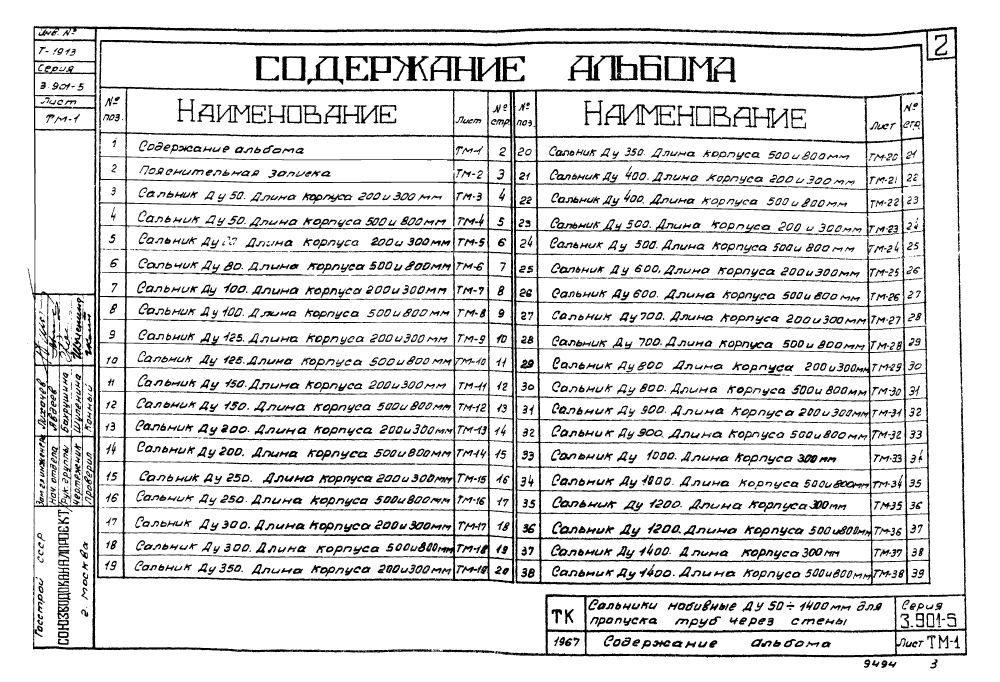 Инв. №
Т-1913
Серия
3.901-5
Лист
ТМ-1
2
СОДЕРЖАНИЕ АЛЬБОМА
№ поз. НАИМЕНОВАНИЕ Лист № стр
1 Содержание альбома ТМ-1 2
2 Пояснительная записка ТМ-2 3
3 Сальник Ду 50. Длина корпуса 200 и 300 мм ТМ-3 4
4 Сальник Ду 50. Длина корпуса 500 и 800 мм ТМ-4 5
5 Сальник Ду Длина корпуса 200 и 300 мм ТМ-5 6
6 Сальник Ду 80. Длина корпуса 500 и 800 мм ТМ-6 7
7 Сальник Ду 100. Длина корпуса 200 и 300 мм ТМ-7 8
8 Сальник Ду 100. Длина корпуса 500 и 800 мм ТМ-8 9
9 Сальник Ду 125. Длина корпуса 200 и 300 мм ТМ-9 10
10 Сальник Ду 125. Длина корпуса 500 и 800 мм ТМ-10 11
11 Сальник Ду 150. Длина корпуса 200 и 300 мм ТМ-11 12
12 Сальник Ду 150. Длина корпуса 500 и 800 мм ТМ-12 13
13 Сальник Ду 200. Длина корпуса 200 и 300 мм ТМ-13 14
14 Сальник Ду 200. Длина корпуса 500 и 800 мм ТМ-14 15
15 Сальник Ду 250. Длина корпуса 200 и 300 мм ТМ-15 16
16 Сальник Ду 250. Длина корпуса 500 и 800 мм ТМ-16 17
17 Сальник Ду 300. Длина корпуса 200 и 300 мм ТМ-17 18
18 Сальник Ду 300. Длина корпуса 500 и 800 мм ТМ-18 19
19 Сальник Ду 350. Длина корпуса 200 и 300 мм ТМ-19 20
№ поз. НАИМЕНОВАНИЕ Лист № стр.
20 Сальник Ду 350. Длина корпуса 500 и 800 мм ТМ-20 21
21 Сальник Ду 400. Длина корпуса 200 и 300 мм ТМ-21 22
22 Сальник Ду 400. Длина корпуса 500 и 800 мм ТМ-22 23
23 Сальник Ду 500. Длина корпуса 200 и 300 мм ТМ-23 24
24 Сальник Ду 500. Длина корпуса 500 и 800 мм ТМ-24 25
25 Сальник Ду 600. Длина корпуса 200 и 300 мм ТМ-25 26
26 Сальник Ду 600. Длина корпуса 500 и 800 мм ТМ-26 27
27 Сальник Ду 700. Длина корпуса 200 и 300 мм ТМ-27 28
28 Сальник Ду 700. Длина корпуса 500 и 800 мм ТМ-28 29
29 Сальник Ду 800 Длина корпуса 200 и 300 мм ТМ-29 30
30 Сальник Ду 800. Длина корпуса 500 и 800 мм ТМ-30 31
31 Сальник Ду 900. Длина корпуса 200 и 300 мм ТМ-31 32
32 Сальник Ду 900. Длина корпуса 500 и 800 мм ТМ-32 33
33 Сальник Ду 1000. Длина корпуса 300 мм ТМ-33 34
34 Сальник Ду 1000. Длина корпуса 500 и 800 мм ТМ-34 35
35 Сальник Ду 1200. Длина корпуса 300 мм ТМ-35 36
36 Сальник Ду 1200. Длина корпуса 500 и 800 мм ТМ-36 37
37 Сальник Ду 1400. Длина корпуса 300 мм ТМ-37 38
38 Сальник Ду 1400. Длина корпуса 500 и 800 мм ТМ-38 39
Зам. гл. инженера Лихачев
Нач. отдела Авдеев
Рук. группы Бахрушина
Чертежник Шуленина
Проверил Конный
Госстрой СССР
СОЮЗВОДОКАНАЛПРОЕКТ
г. Москва
ТК
Сальники набивные Ду 50÷1400 мм для
пропуска труб через стены
Серия
3.901-5
1967
Содержание альбома
Лист ТМ-1
9494 3